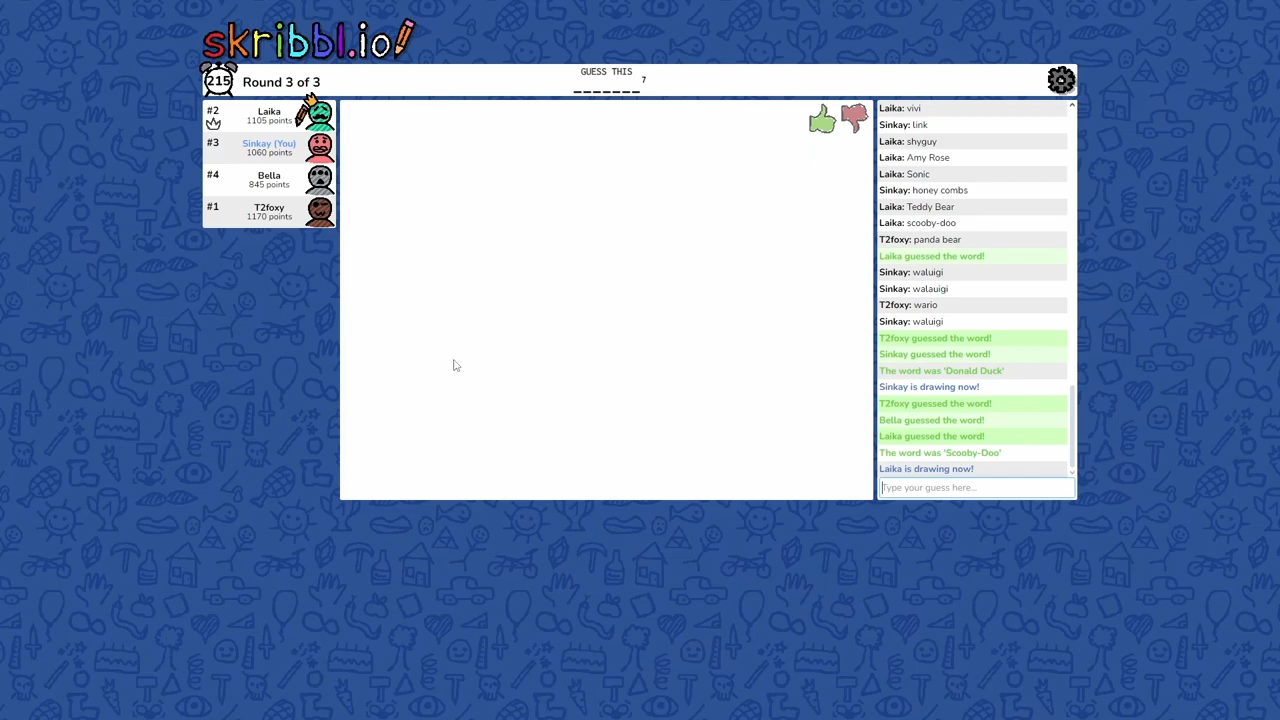 skribbl.io
215
Round 3 of 3
GUESS THIS
_______ 7
#2
Laika
1105 points
#3
Sinkay (You)
1060 points
#4
Bella
845 points
#1
T2foxy
1170 points
Laika: vivi
Sinkay: link
Laika: shyguy
Laika: Amy Rose
Laika: Sonic
Sinkay: honey combs
Laika: Teddy Bear
Laika: scooby-doo
T2foxy: panda bear
Laika guessed the word!
Sinkay: waluigi
Sinkay: walauigi
T2foxy: wario
Sinkay: waluigi
T2foxy guessed the word!
Sinkay guessed the word!
The word was 'Donald Duck'
Sinkay is drawing now!
T2foxy guessed the word!
Bella guessed the word!
Laika guessed the word!
The word was 'Scooby-Doo'
Laika is drawing now!
Type your guess here...